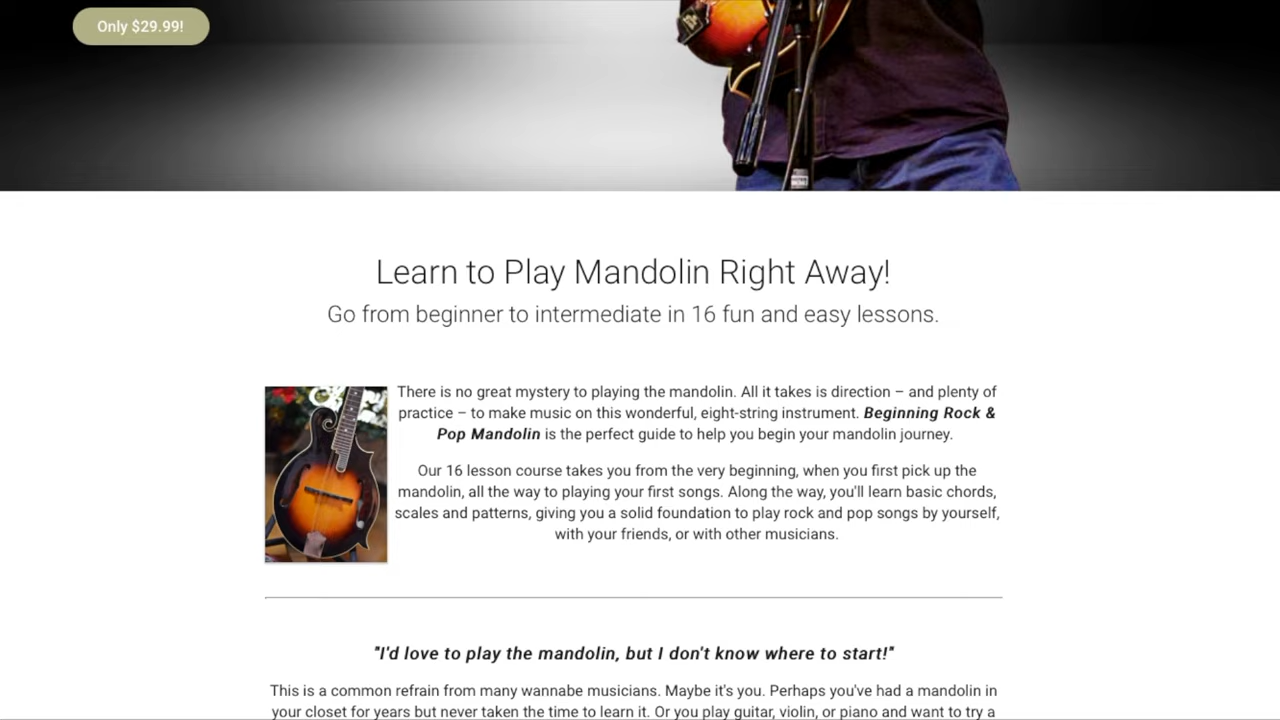 Only $29.99!
Learn to Play Mandolin Right Away!
Go from beginner to intermediate in 16 fun and easy lessons.
There is no great mystery to playing the mandolin. All it takes is direction – and plenty of
practice – to make music on this wonderful, eight-string instrument. Beginning Rock &
Pop Mandolin is the perfect guide to help you begin your mandolin journey.
Our 16 lesson course takes you from the very beginning, when you first pick up the
mandolin, all the way to playing your first songs. Along the way, you'll learn basic chords,
scales and patterns, giving you a solid foundation to play rock and pop songs by yourself,
with your friends, or with other musicians.
"I'd love to play the mandolin, but I don't know where to start!"
This is a common refrain from many wannabe musicians. Maybe it's you. Perhaps you've had a mandolin in
your closet for years but never taken the time to learn it. Or you play guitar, violin, or piano and want to try a